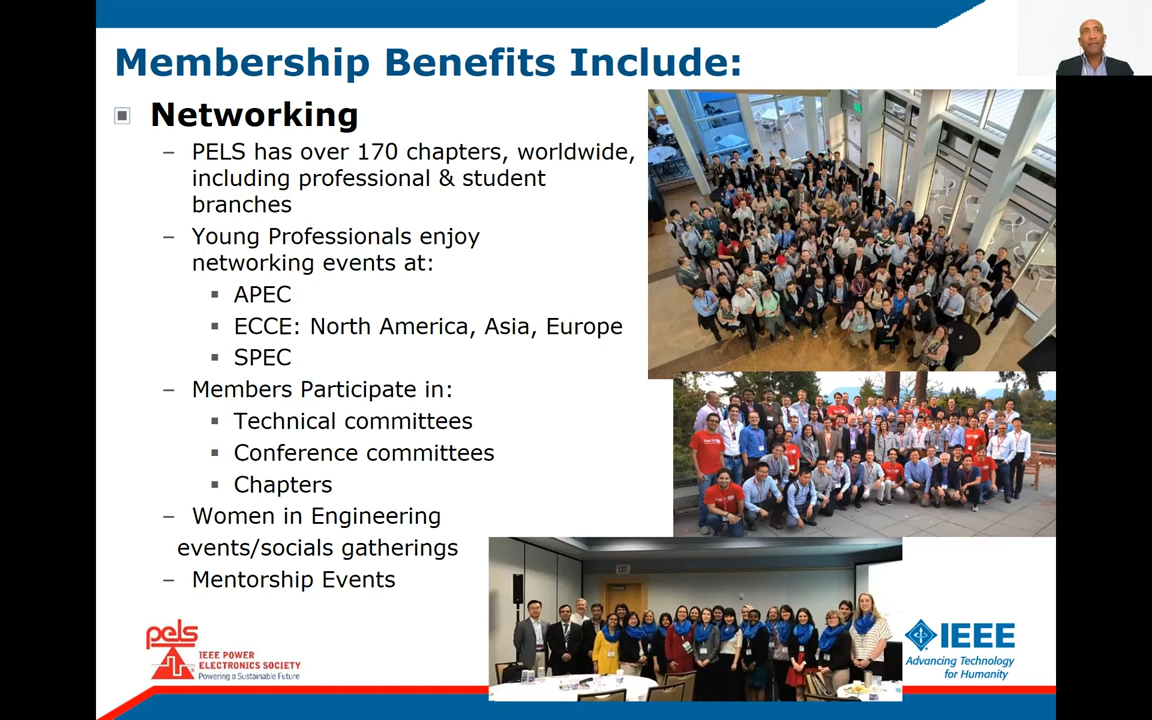 Membership Benefits Include:
Networking
– PELS has over 170 chapters, worldwide,
including professional & student
branches
– Young Professionals enjoy
networking events at:
▪ APEC
▪ ECCE: North America, Asia, Europe
▪ SPEC
– Members Participate in:
▪ Technical committees
▪ Conference committees
▪ Chapters
– Women in Engineering
events/socials gatherings
– Mentorship Events
EXIT
pels
IEEE POWER
ELECTRONICS SOCIETY
Powering a Sustainable Future
IEEE
Advancing Technology
for Humanity